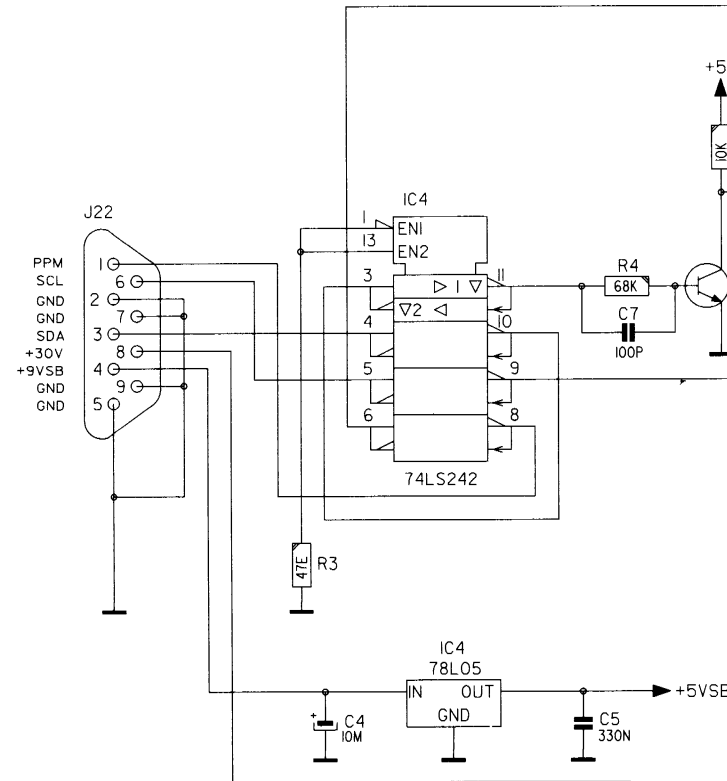 +5
10K
IC4
J22
1
EN1
13
EN2
PPM
1
SCL
6
GND
2
GND
7
SDA
3
+30V
8
+9VSB
4
GND
9
GND
5
3
1
11
R4
68K
2
4
10
C7
100P
5
9
6
8
74LS242
47E
R3
IC4
78L05
IN
OUT
GND
+5VSB
+
C4
10M
C5
330N